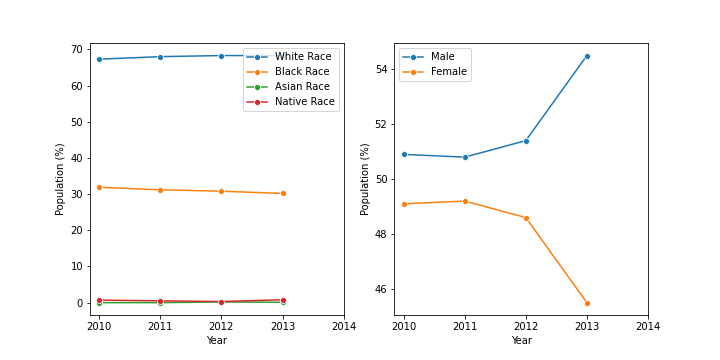 70
60
50
40
30
20
10
0
Population (%)
2010 2011 2012 2013 2014
Year
White Race
Black Race
Asian Race
Native Race
54
52
50
48
46
Population (%)
2010 2011 2012 2013 2014
Year
Male
Female